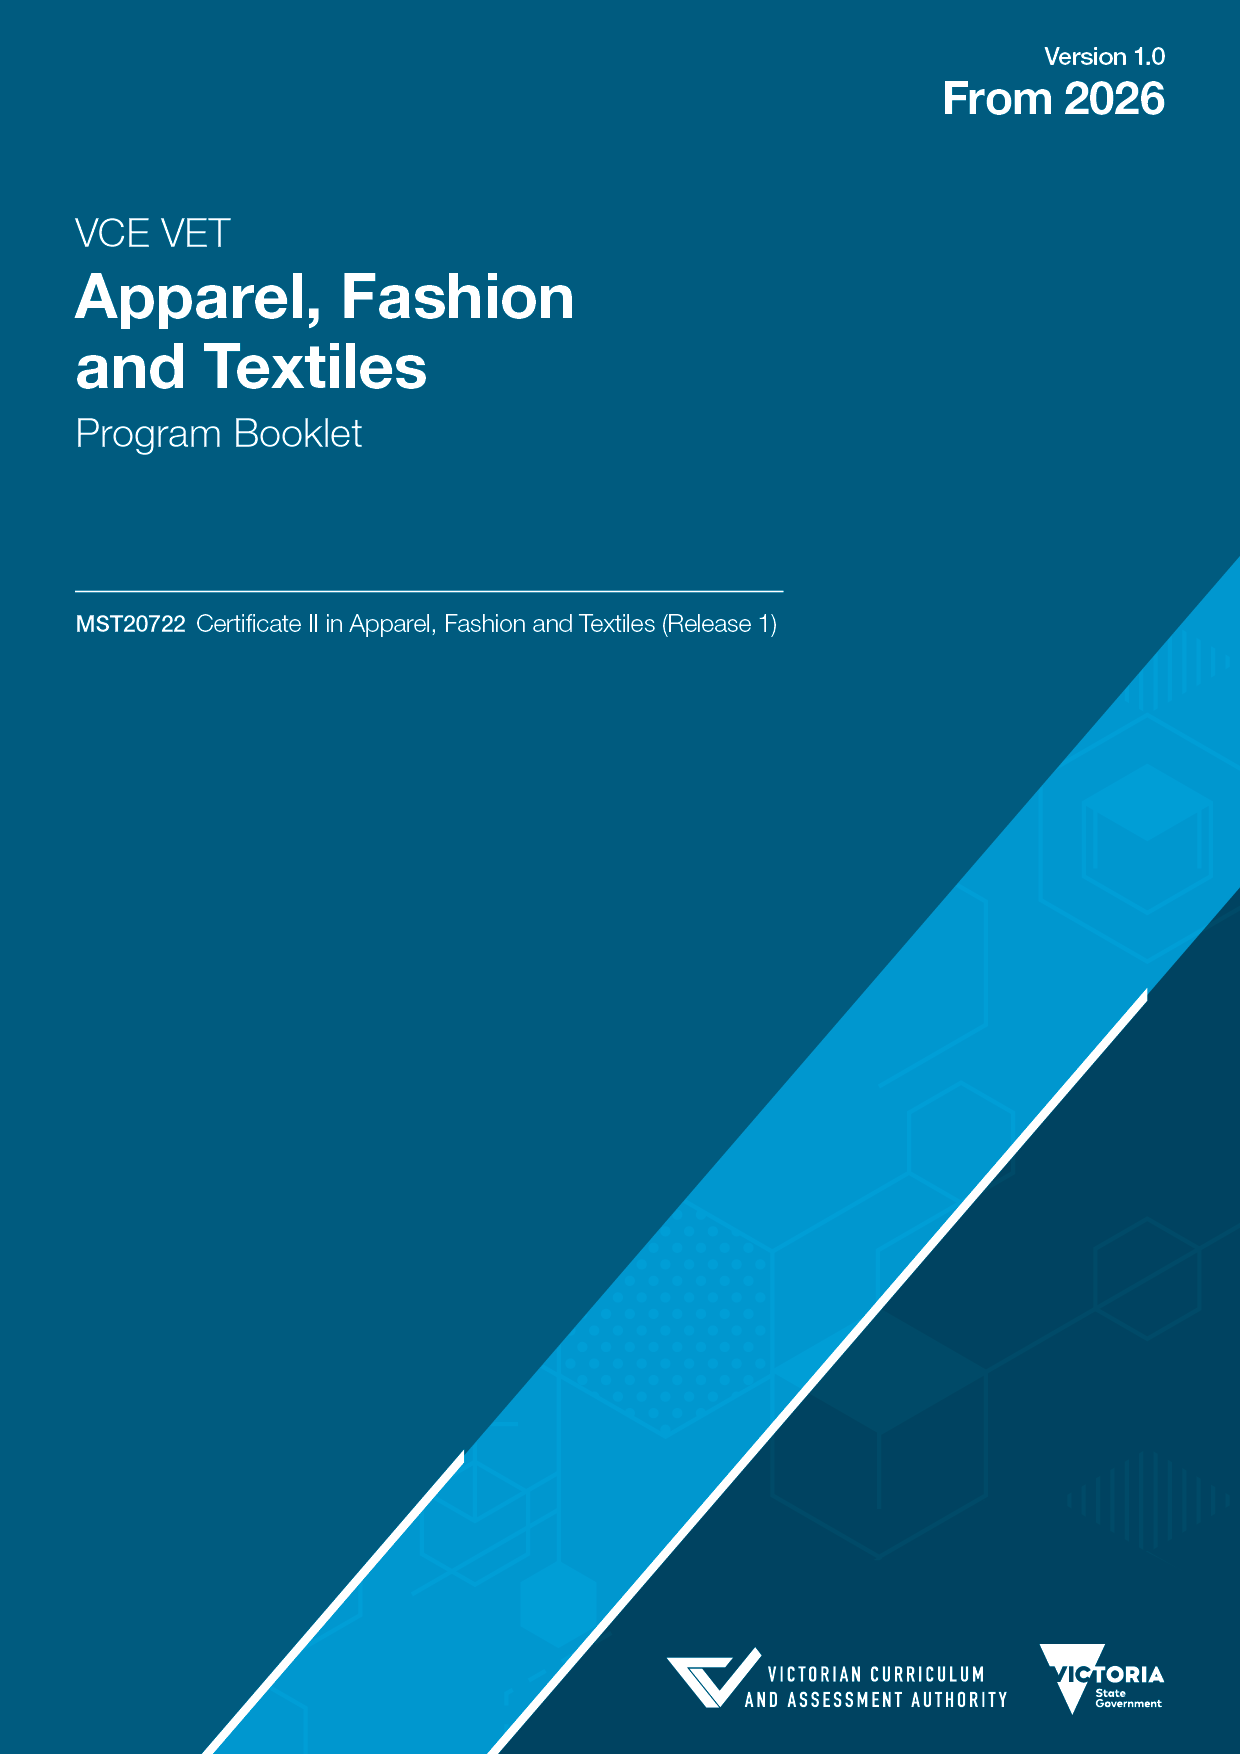 Version 1.0
From 2026
VCE VET
Apparel, Fashion
and Textiles
Program Booklet
MST20722 Certificate II in Apparel, Fashion and Textiles (Release 1)
VICTORIAN CURRICULUM
AND ASSESSMENT AUTHORITY
VICTORIA
State
Government